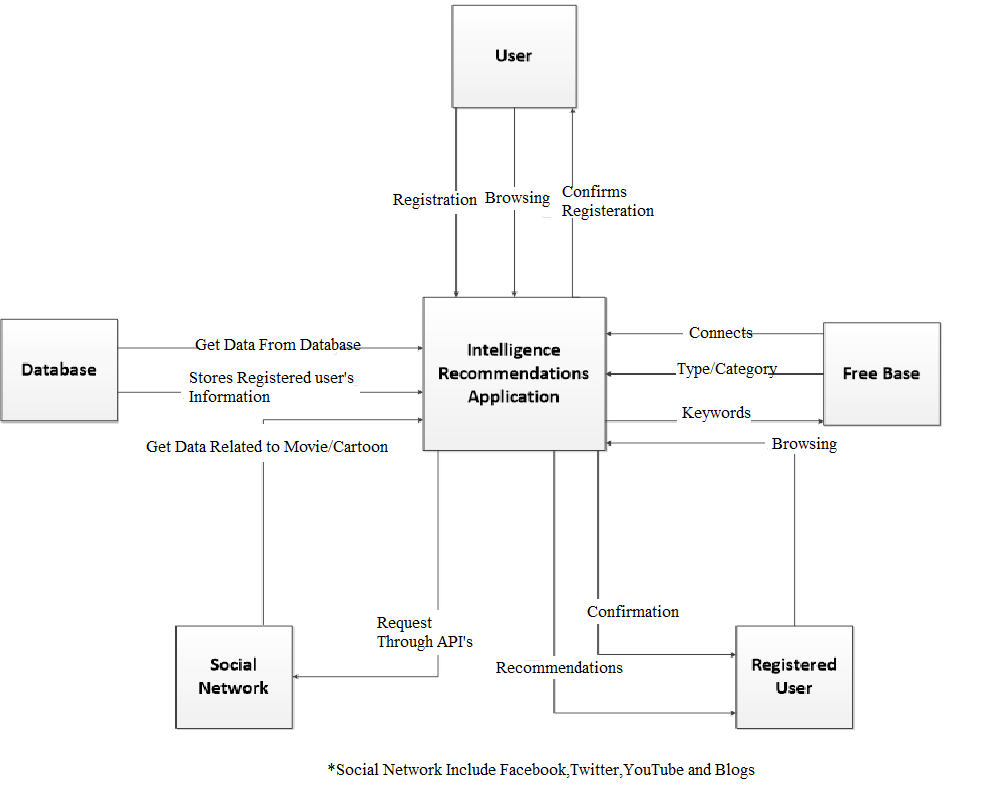 User
Registration
Browsing
Confirms
Registeration
Get Data From Database
Stores Registered user's
Information
Get Data Related to Movie/Cartoon
Database
Intelligence
Recommendations
Application
Connects
Type/Category
Keywords
Browsing
Free Base
Request
Through API's
Confirmation
Recommendations
Social
Network
Registered
User
*Social Network Include Facebook,Twitter,YouTube and Blogs